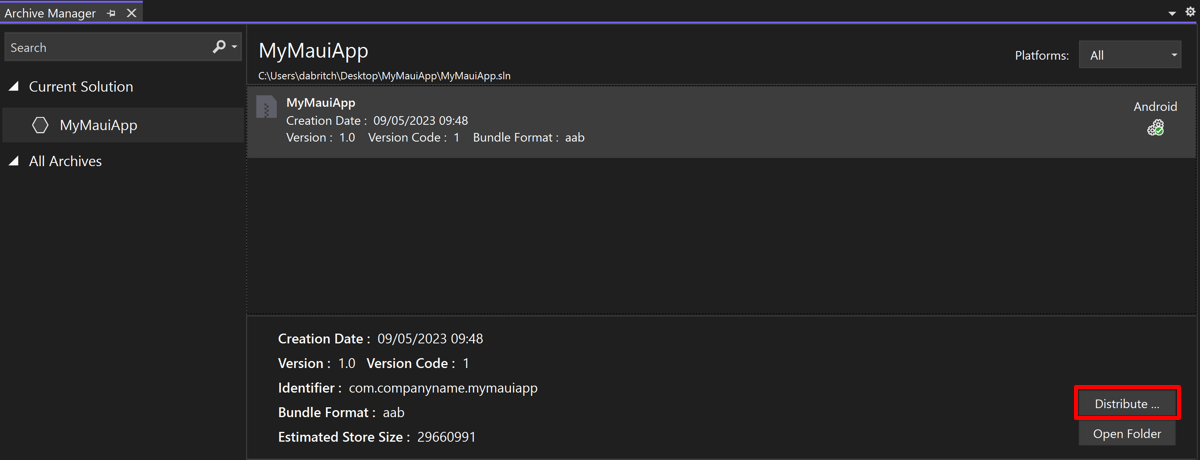 Archive Manager
Search
Current Solution
MyMauiApp
All Archives
MyMauiApp
C:\Users\dabritch\Desktop\MyMauiApp\MyMauiApp.sln
Platforms: All
MyMauiApp
Creation Date : 09/05/2023 09:48
Version : 1.0 Version Code : 1 Bundle Format : aab
Android
Creation Date : 09/05/2023 09:48
Version : 1.0 Version Code : 1
Identifier : com.companyname.mymauiapp
Bundle Format : aab
Estimated Store Size : 29660991
Distribute ...
Open Folder